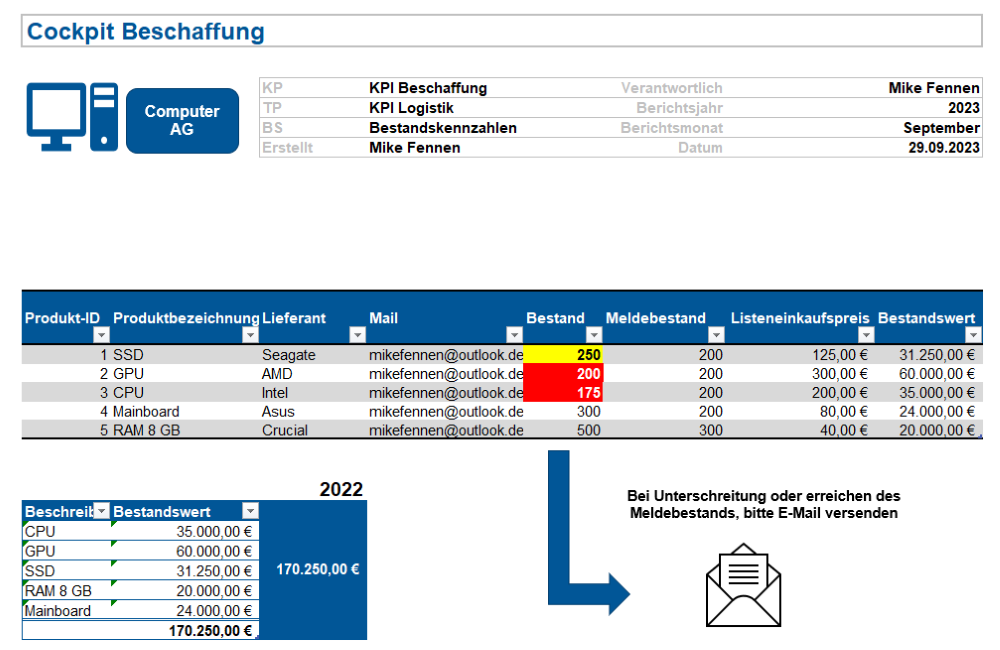 Cockpit Beschaffung
Computer
AG
KP KPI Beschaffung Verantwortlich Mike Fennen
TP KPI Logistik Berichtsjahr 2023
BS Bestandskennzahlen Berichtsmonat September
Erstellt Mike Fennen Datum 29.09.2023
Produkt-ID Produktbezeichnung Lieferant Mail Bestand Meldebestand Listeneinkaufspreis Bestandswert
1 SSD Seagate mikefennen@outlook.de 250 200 125,00 € 31.250,00 €
2 GPU AMD mikefennen@outlook.de 200 200 300,00 € 60.000,00 €
3 CPU Intel mikefennen@outlook.de 175 200 200,00 € 35.000,00 €
4 Mainboard Asus mikefennen@outlook.de 300 200 80,00 € 24.000,00 €
5 RAM 8 GB Crucial mikefennen@outlook.de 500 300 40,00 € 20.000,00 €
2022
Beschreib Bestandswert
CPU 35.000,00 €
GPU 60.000,00 €
SSD 31.250,00 €
RAM 8 GB 20.000,00 €
Mainboard 24.000,00 €
170.250,00 €
170.250,00 €
Bei Unterschreitung oder erreichen des
Meldebestands, bitte E-Mail versenden